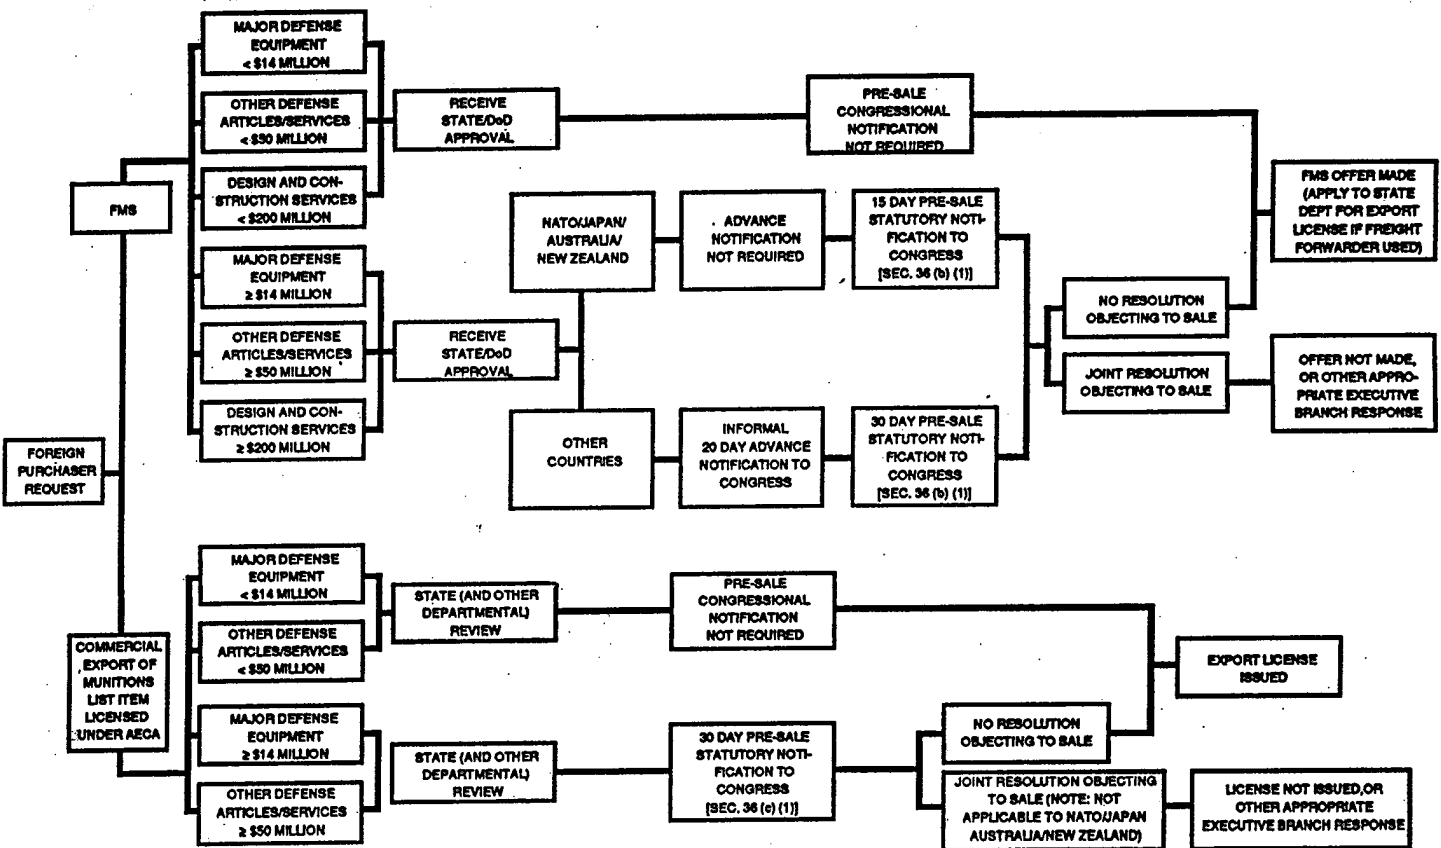 MAJOR DEFENSE
EQUIPMENT
< $14 MILLION
OTHER DEFENSE
ARTICLES/SERVICES
< $50 MILLION
DESIGN AND CON-
STRUCTION SERVICES
< $200 MILLION
RECEIVE
STATE/DoD
APPROVAL
PRE-SALE
CONGRESSIONAL
NOTIFICATION
NOT REQUIRED
FMS
FMS OFFER MADE
(APPLY TO STATE
DEPT FOR EXPORT
LICENSE IF FREIGHT
FORWARDER USED)
MAJOR DEFENSE
EQUIPMENT
≥ $14 MILLION
OTHER DEFENSE
ARTICLES/SERVICES
≥ $50 MILLION
DESIGN AND CON-
STRUCTION SERVICES
≥ $200 MILLION
RECEIVE
STATE/DoD
APPROVAL
NATO/JAPAN/
AUSTRALIA/
NEW ZEALAND
ADVANCE
NOTIFICATION
NOT REQUIRED
15 DAY PRE-SALE
STATUTORY NOTI-
FICATION TO
CONGRESS
[SEC. 36 (b) (1)]
OTHER
COUNTRIES
INFORMAL
20 DAY ADVANCE
NOTIFICATION TO
CONGRESS
30 DAY PRE-SALE
STATUTORY NOTI-
FICATION TO
CONGRESS
[SEC. 36 (b) (1)]
NO RESOLUTION
OBJECTING TO SALE
JOINT RESOLUTION
OBJECTING TO SALE
OFFER NOT MADE,
OR OTHER APPRO-
PRIATE EXECUTIVE
BRANCH RESPONSE
FOREIGN
PURCHASER
REQUEST
COMMERCIAL
EXPORT OF
MUNITIONS
LIST ITEM
LICENSED
UNDER AECA
MAJOR DEFENSE
EQUIPMENT
< $14 MILLION
OTHER DEFENSE
ARTICLES/SERVICES
< $50 MILLION
STATE (AND OTHER
DEPARTMENTAL)
REVIEW
PRE-SALE
CONGRESSIONAL
NOTIFICATION
NOT REQUIRED
EXPORT LICENSE
ISSUED
MAJOR DEFENSE
EQUIPMENT
≥ $14 MILLION
OTHER DEFENSE
ARTICLES/SERVICES
≥ $50 MILLION
STATE (AND OTHER
DEPARTMENTAL)
REVIEW
30 DAY PRE-SALE
STATUTORY NOTI-
FICATION TO
CONGRESS
[SEC. 36 (c) (1)]
NO RESOLUTION
OBJECTING TO SALE
JOINT RESOLUTION OBJECTING
TO SALE (NOTE: NOT
APPLICABLE TO NATO/JAPAN
AUSTRALIA/NEW ZEALAND)
LICENSE NOT ISSUED,OR
OTHER APPROPRIATE
EXECUTIVE BRANCH RESPONSE